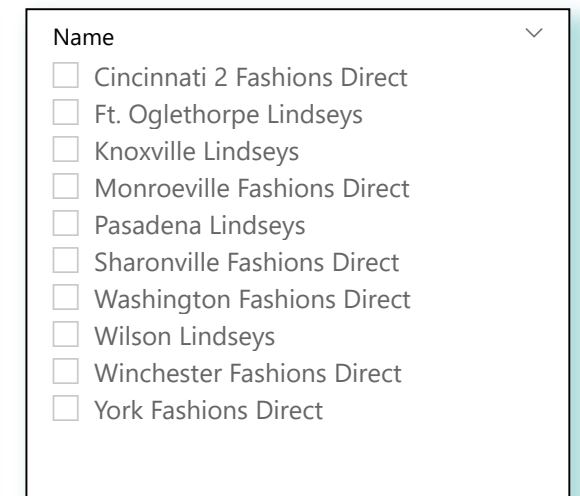 Name
Cincinnati 2 Fashions Direct
Ft. Oglethorpe Lindseys
Knoxville Lindseys
Monroeville Fashions Direct
Pasadena Lindseys
Sharonville Fashions Direct
Washington Fashions Direct
Wilson Lindseys
Winchester Fashions Direct
York Fashions Direct